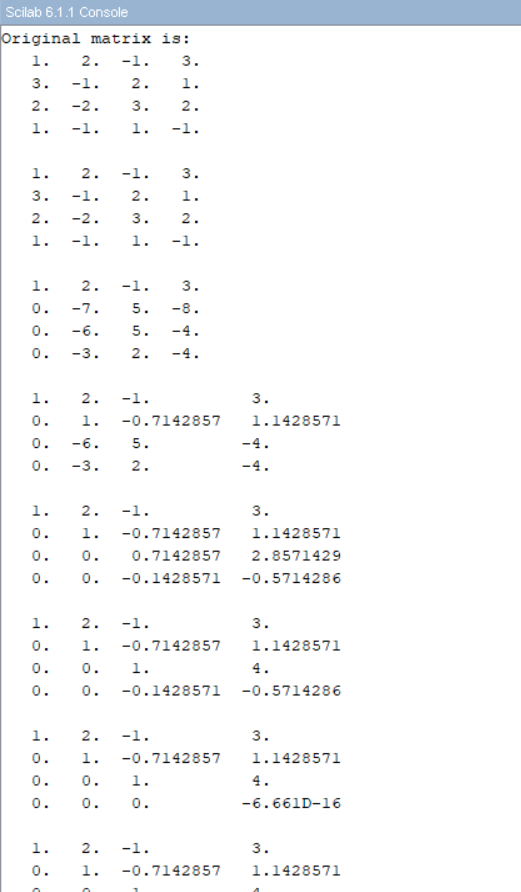 Scilab 6.1.1 Console
Original matrix is:
1. 2. -1. 3.
3. -1. 2. 1.
2. -2. 3. 2.
1. -1. 1. -1.
1. 2. -1. 3.
3. -1. 2. 1.
2. -2. 3. 2.
1. -1. 1. -1.
1. 2. -1. 3.
0. -7. 5. -8.
0. -6. 5. -4.
0. -3. 2. -4.
1. 2. -1. 3.
0. 1. -0.7142857 1.1428571
0. -6. 5. -4.
0. -3. 2. -4.
1. 2. -1. 3.
0. 1. -0.7142857 1.1428571
0. 0. 0.7142857 2.8571429
0. 0. -0.1428571 -0.5714286
1. 2. -1. 3.
0. 1. -0.7142857 1.1428571
0. 0. 1. 4.
0. 0. -0.1428571 -0.5714286
1. 2. -1. 3.
0. 1. -0.7142857 1.1428571
0. 0. 1. 4.
0. 0. 0. -6.661D-16
1. 2. -1. 3.
0. 1. -0.7142857 1.1428571